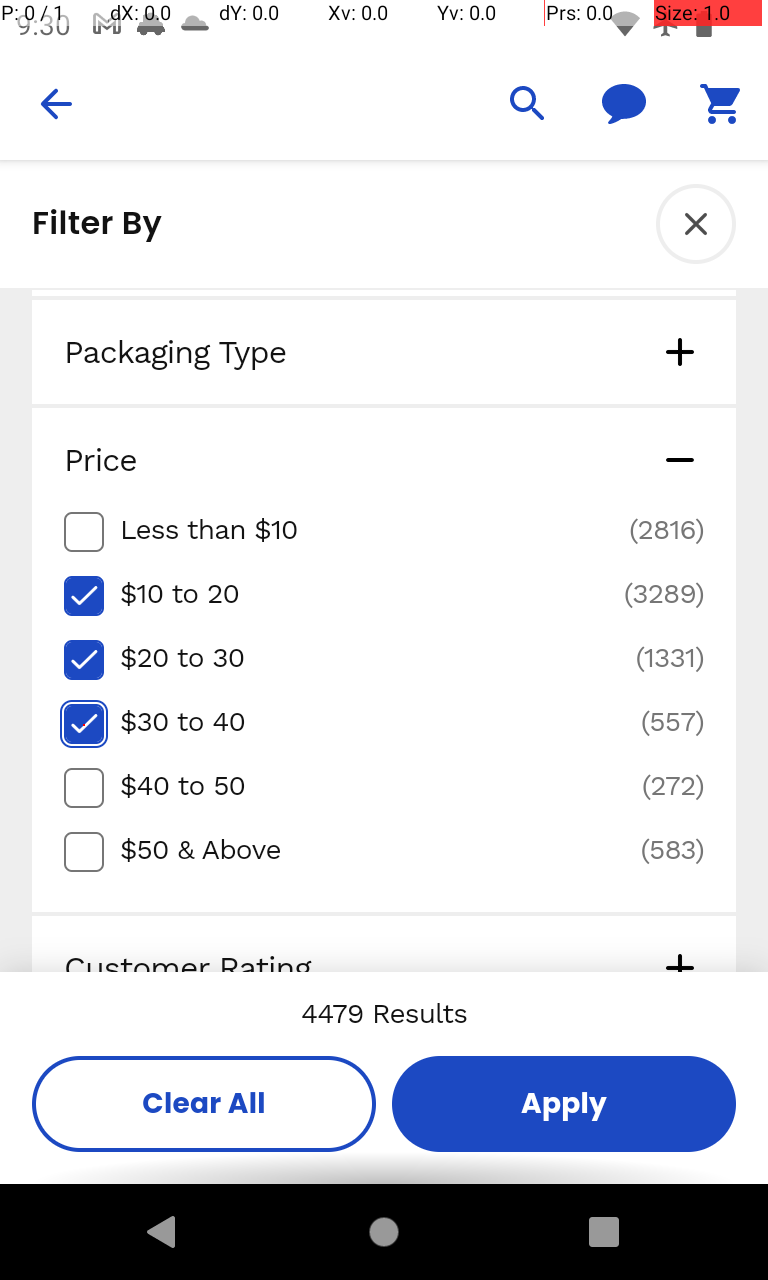 P: 0 / 1 dX: 0.0 dY: 0.0 Xv: 0.0 Yv: 0.0 Prs: 0.0 Size: 1.0
9:30
Filter By
Packaging Type
Price
Less than $10 (2816)
$10 to 20 (3289)
$20 to 30 (1331)
$30 to 40 (557)
$40 to 50 (272)
$50 & Above (583)
Customer Rating
4479 Results
Clear All Apply